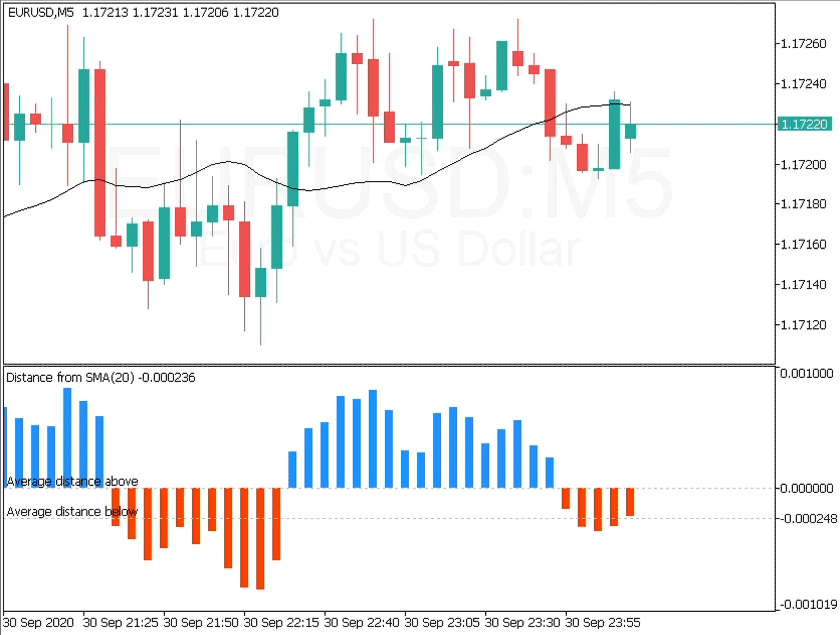 EURUSD,M5 1.17213 1.17231 1.17206 1.17220
1.17260
1.17240
1.17220
1.17200
1.17180
1.17160
1.17140
1.17120
EURUSD:M5
Euro vs US Dollar
Distance from SMA(20) -0.000236
0.001000
Average distance above
0.000000
Average distance below
-0.000248
-0.001019
30 Sep 2020 30 Sep 21:25 30 Sep 21:50 30 Sep 22:15 30 Sep 22:40 30 Sep 23:05 30 Sep 23:30 30 Sep 23:55